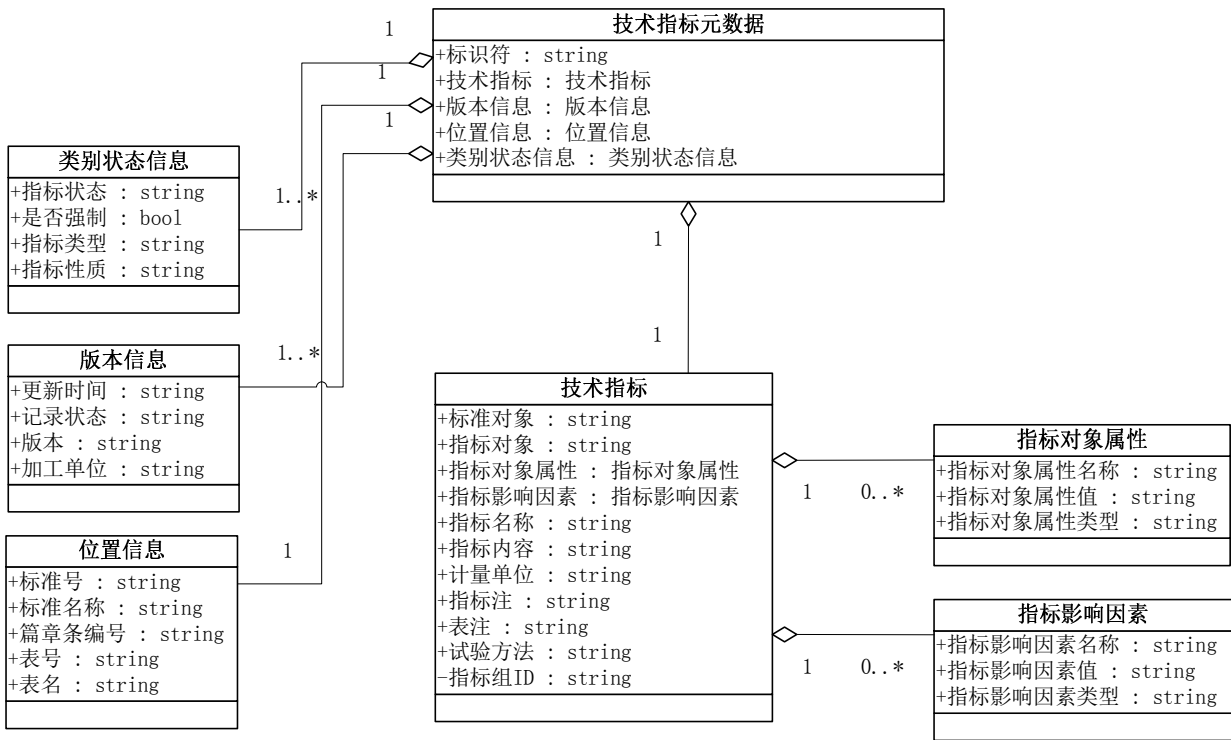 技术指标元数据
+标识符 : string
+技术指标 : 技术指标
+版本信息 : 版本信息
+位置信息 : 位置信息
+类别状态信息 : 类别状态信息
1
1
1
类别状态信息
+指标状态 : string
+是否强制 : bool
+指标类型 : string
+指标性质 : string
1..*
版本信息
+更新时间 : string
+记录状态 : string
+版本 : string
+加工单位 : string
1..*
位置信息
+标准号 : string
+标准名称 : string
+篇章条编号 : string
+表号 : string
+表名 : string
1
1
1
技术指标
+标准对象 : string
+指标对象 : string
+指标对象属性 : 指标对象属性
+指标影响因素 : 指标影响因素
+指标名称 : string
+指标内容 : string
+计量单位 : string
+指标注 : string
+表注 : string
+试验方法 : string
-指标组ID : string
1 0..*
指标对象属性
+指标对象属性名称 : string
+指标对象属性值 : string
+指标对象属性类型 : string
1 0..*
指标影响因素
+指标影响因素名称 : string
+指标影响因素值 : string
+指标影响因素类型 : string